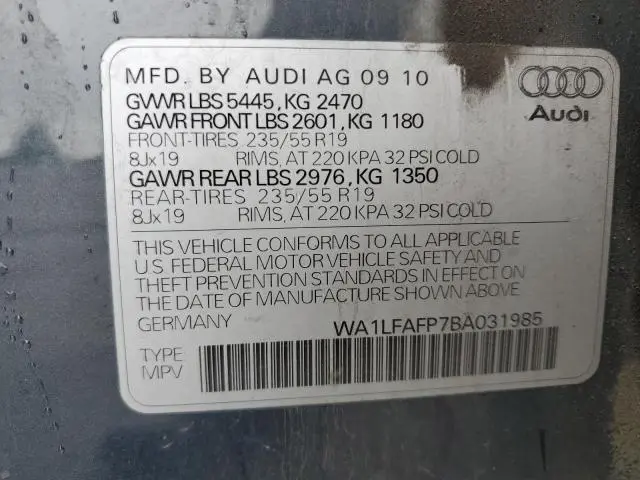 MFD. BY AUDI AG 09 10
GVWR LBS 5445, KG 2470
GAWR FRONT LBS 2601, KG 1180
FRONT-TIRES 235/55 R19
8Jx19 RIMS, AT 220 KPA 32 PSI COLD
GAWR REAR LBS 2976, KG 1350
REAR-TIRES 235/55 R19
8Jx19 RIMS, AT 220 KPA 32 PSI COLD
Audi
THIS VEHICLE CONFORMS TO ALL APPLICABLE
U.S. FEDERAL MOTOR VEHICLE SAFETY AND
THEFT PREVENTION STANDARDS IN EFFECT ON
THE DATE OF MANUFACTURE SHOWN ABOVE
GERMANY WA1LFAFP7BA031985
TYPE
MPV